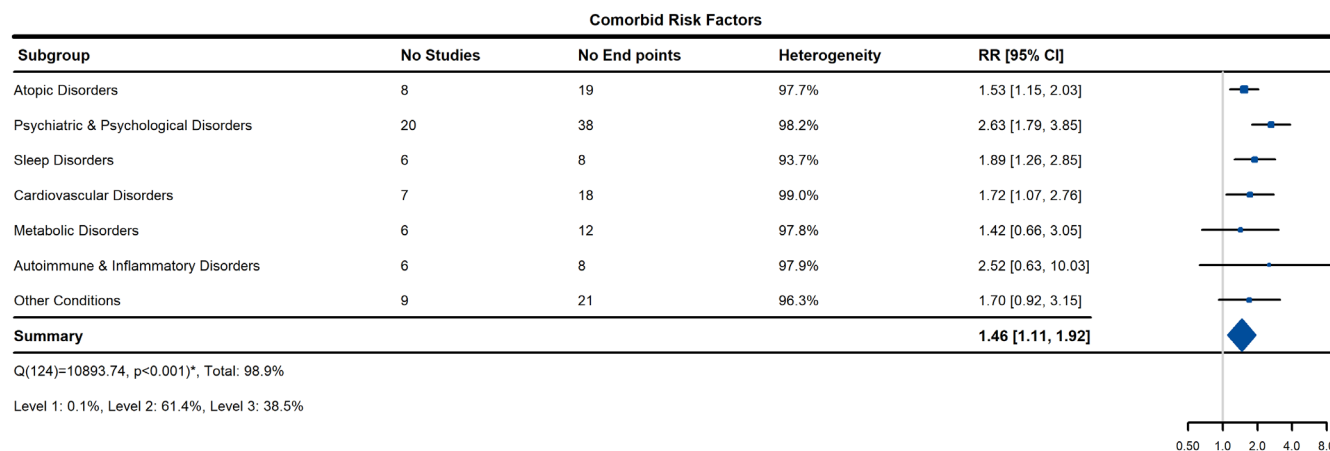 Comorbid Risk Factors
Subgroup No Studies No End points Heterogeneity RR [95% CI]
Atopic Disorders 8 19 97.7% 1.53 [1.15, 2.03]
Psychiatric & Psychological Disorders 20 38 98.2% 2.63 [1.79, 3.85]
Sleep Disorders 6 8 93.7% 1.89 [1.26, 2.85]
Cardiovascular Disorders 7 18 99.0% 1.72 [1.07, 2.76]
Metabolic Disorders 6 12 97.8% 1.42 [0.66, 3.05]
Autoimmune & Inflammatory Disorders 6 8 97.9% 2.52 [0.63, 10.03]
Other Conditions 9 21 96.3% 1.70 [0.92, 3.15]
Summary 1.46 [1.11, 1.92]
Q(124)=10893.74, p<0.001)*, Total: 98.9%
Level 1: 0.1%, Level 2: 61.4%, Level 3: 38.5%
0.50 1.0 2.0 4.0 8.0